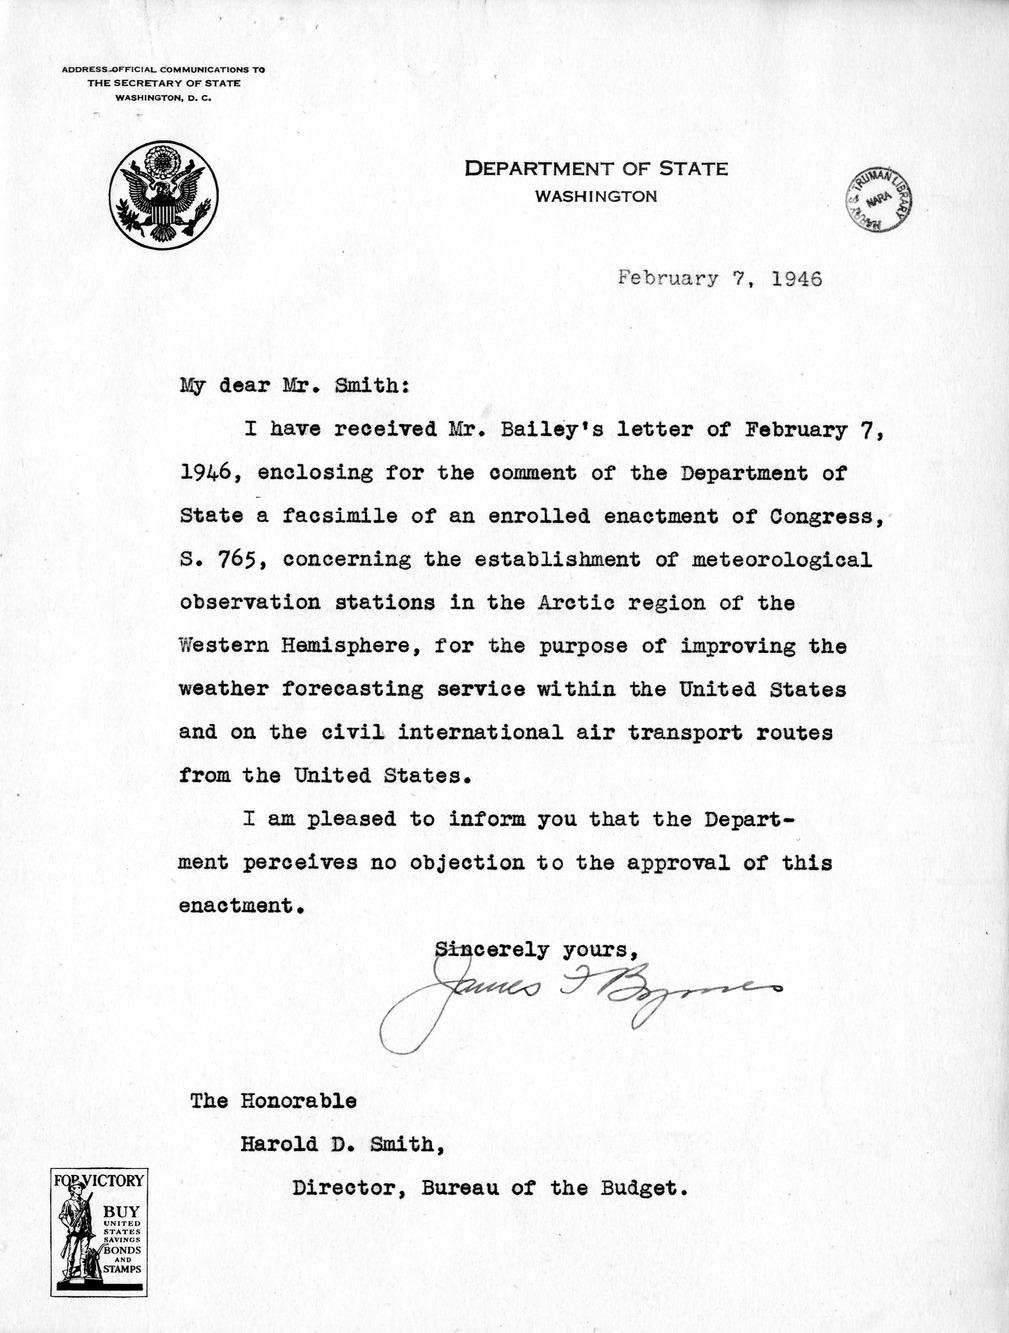 ADDRESS OFFICIAL COMMUNICATIONS TO
THE SECRETARY OF STATE
WASHINGTON, D. C.
DEPARTMENT OF STATE
WASHINGTON
HARRY S TRUMAN LIBRARY
NARA
February 7, 1946
My dear Mr. Smith:
I have received Mr. Bailey's letter of February 7,
1946, enclosing for the comment of the Department of
State a facsimile of an enrolled enactment of Congress,
S. 765, concerning the establishment of meteorological
observation stations in the Arctic region of the
Western Hemisphere, for the purpose of improving the
weather forecasting service within the United States
and on the civil international air transport routes
from the United States.
I am pleased to inform you that the Depart-
ment perceives no objection to the approval of this
enactment.
Sincerely yours,
James F Byrnes
The Honorable
Harold D. Smith,
Director, Bureau of the Budget.
FOR VICTORY
BUY
UNITED
STATES
SAVINGS
BONDS
AND
STAMPS